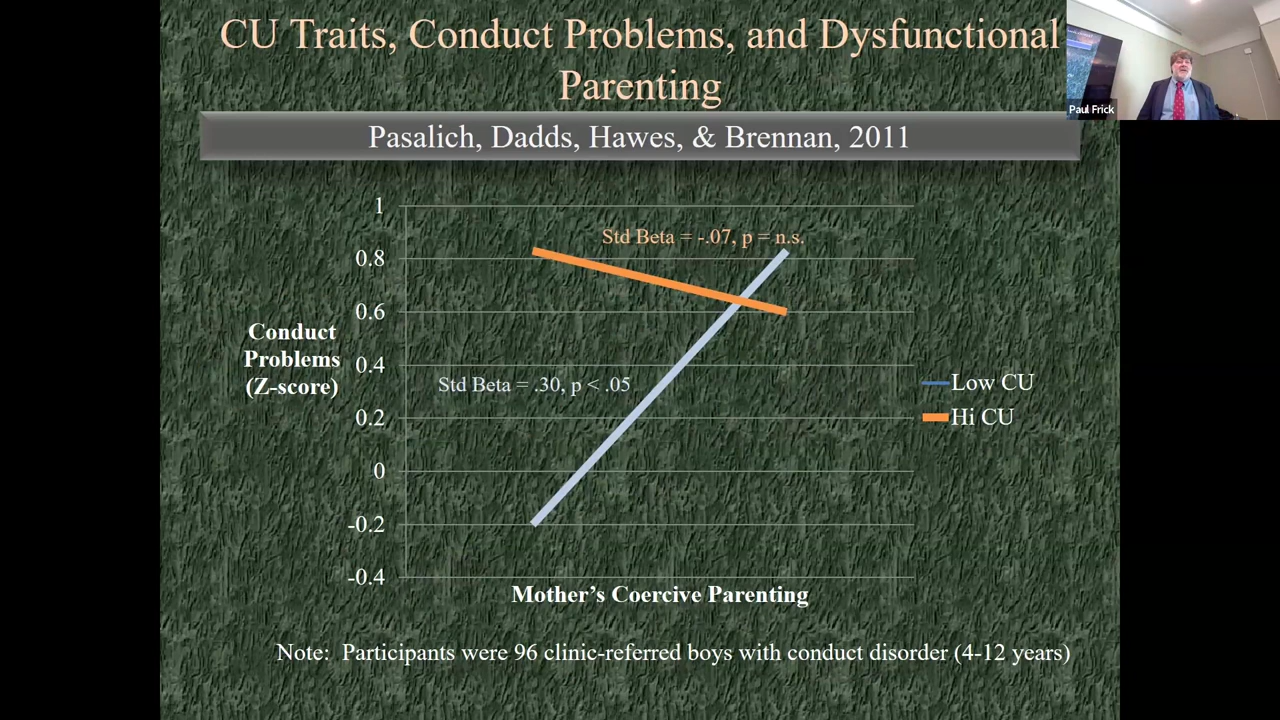 CU Traits, Conduct Problems, and Dysfunctional
Parenting
Paul Frick
Pasalich, Dadds, Hawes, & Brennan, 2011
1
Std Beta = -.07, p = n.s.
0.8
0.6
Conduct
Problems
(Z-score)
0.4
Std Beta = .30, p < .05
0.2
0
-0.2
-0.4
Low CU
Hi CU
Mother’s Coercive Parenting
Note:  Participants were 96 clinic-referred boys with conduct disorder (4-12 years)